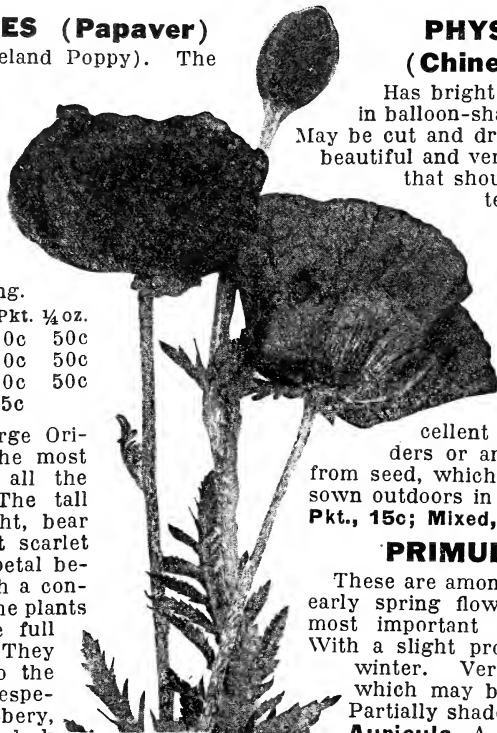 ES (Papaver)
eland Poppy). The
ng.
Pkt. ¼ oz.
0c 50c
0c 50c
0c 50c
5c
rge Ori-
he most
all the
The tall
ht, bear
t scarlet
petal be-
h a con-
he plants
e full
They
o the
espe-
bery,
PHYS
(Chine
Has bright
in balloon-sha
May be cut and dr
beautiful and ver
that shou
te
cellent
ders or an
from seed, which
sown outdoors in
Pkt., 15c; Mixed,
PRIMUL
These are amon
early spring flow
most important
With a slight pro
winter. Ver
which may b
Partially shade
Auricula A